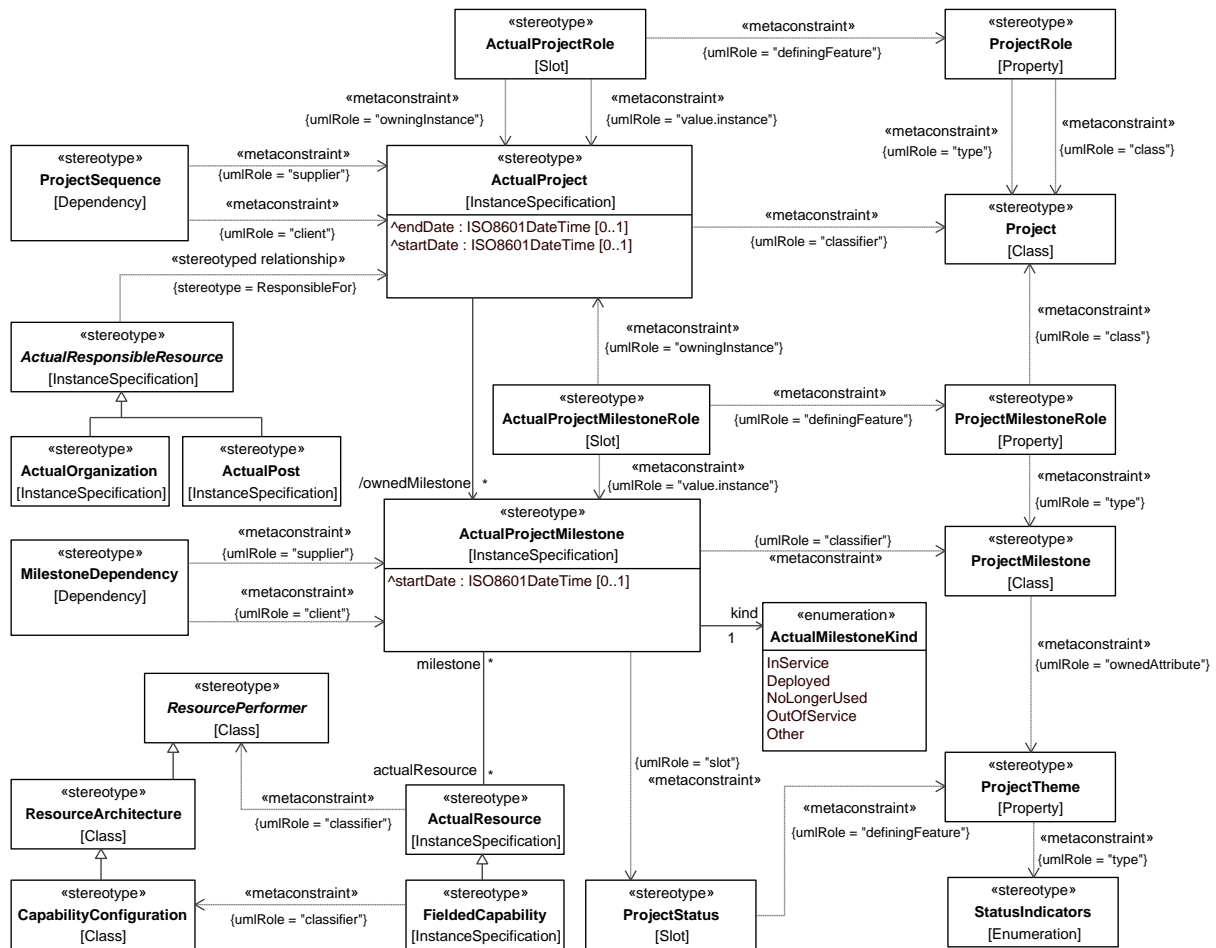 «stereotype»
ActualProjectRole
[Slot]
«metaconstraint»
{umlRole = "definingFeature"}
«stereotype»
ProjectRole
[Property]
«metaconstraint»
{umlRole = "owningInstance"}
«metaconstraint»
{umlRole = "value.instance"}
«metaconstraint»
{umlRole = "type"}
«metaconstraint»
{umlRole = "class"}
«stereotype»
ProjectSequence
[Dependency]
«metaconstraint»
{umlRole = "supplier"}
«metaconstraint»
{umlRole = "client"}
«stereotype»
ActualProject
[InstanceSpecification]
^endDate : ISO8601DateTime [0..1]
^startDate : ISO8601DateTime [0..1]
«metaconstraint»
{umlRole = "classifier"}
«stereotype»
Project
[Class]
«stereotyped relationship»
{stereotype = ResponsibleFor}
«stereotype»
ActualResponsibleResource
[InstanceSpecification]
«metaconstraint»
{umlRole = "owningInstance"}
«metaconstraint»
{umlRole = "class"}
«stereotype»
ActualProjectMilestoneRole
[Slot]
«metaconstraint»
{umlRole = "definingFeature"}
«stereotype»
ProjectMilestoneRole
[Property]
«stereotype»
ActualOrganization
[InstanceSpecification]
«stereotype»
ActualPost
[InstanceSpecification]
/ownedMilestone
*
«metaconstraint»
{umlRole = "value.instance"}
«metaconstraint»
{umlRole = "type"}
«stereotype»
ActualProjectMilestone
[InstanceSpecification]
^startDate : ISO8601DateTime [0..1]
{umlRole = "classifier"}
«metaconstraint»
«stereotype»
ProjectMilestone
[Class]
«stereotype»
MilestoneDependency
[Dependency]
«metaconstraint»
{umlRole = "supplier"}
«metaconstraint»
{umlRole = "client"}
kind
1
«enumeration»
ActualMilestoneKind
InService
Deployed
NoLongerUsed
OutOfService
Other
«metaconstraint»
{umlRole = "ownedAttribute"}
milestone
*
«stereotype»
ResourcePerformer
[Class]
actualResource
*
{umlRole = "slot"}
«metaconstraint»
«stereotype»
ResourceArchitecture
[Class]
«metaconstraint»
{umlRole = "classifier"}
«stereotype»
ActualResource
[InstanceSpecification]
«metaconstraint»
{umlRole = "definingFeature"}
«stereotype»
ProjectTheme
[Property]
«metaconstraint»
{umlRole = "type"}
«stereotype»
CapabilityConfiguration
[Class]
«metaconstraint»
{umlRole = "classifier"}
«stereotype»
FieldedCapability
[InstanceSpecification]
«stereotype»
ProjectStatus
[Slot]
«stereotype»
StatusIndicators
[Enumeration]